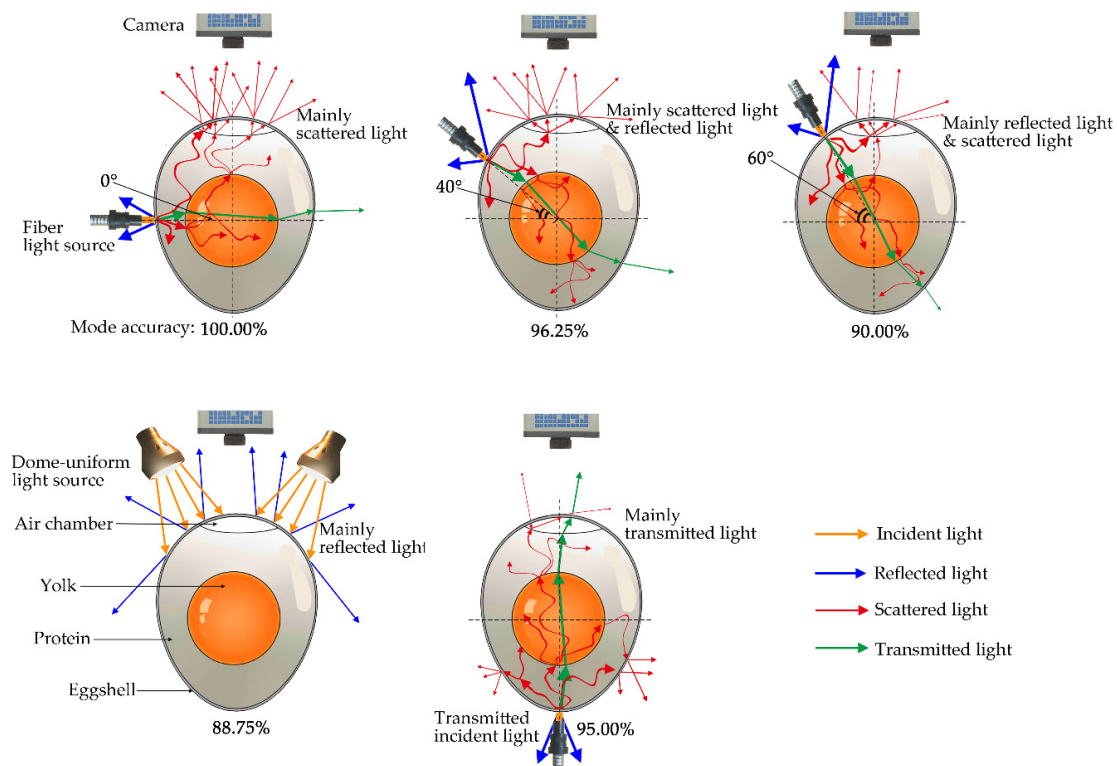 Camera
Mainly
scattered light
0°
Fiber
light source
Mode accuracy: 100.00%
Mainly scattered light
& reflected light
40°
96.25%
Mainly reflected light
& scattered light
60°
90.00%
Dome-uniform
light source
Air chamber
Mainly
reflected light
Yolk
Protein
Eggshell
88.75%
Mainly
transmitted light
Transmitted
incident light
95.00%
Incident light
Reflected light
Scattered light
Transmitted light